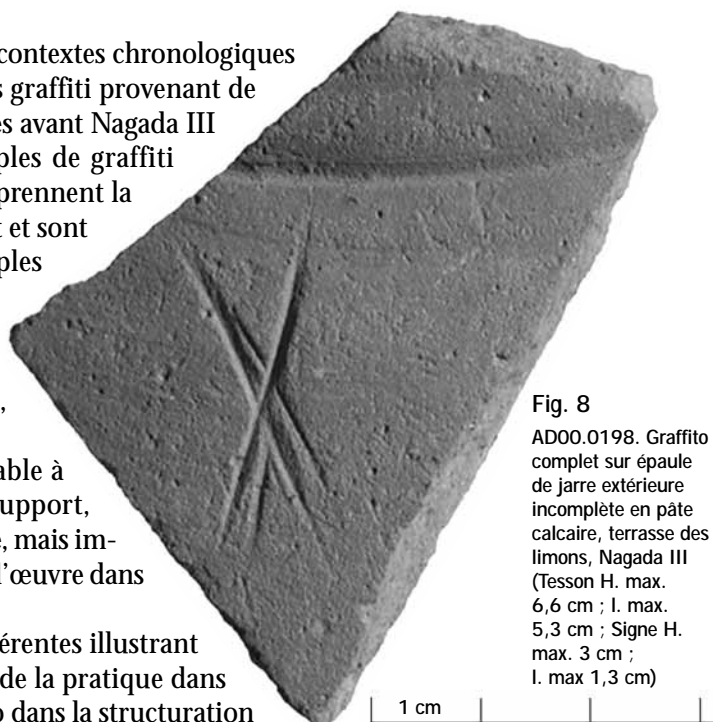 contextes chronologiques
s graffiti provenant de
es avant Nagada III
ples de graffiti
prennent la
t et sont
ples
,
able à
upport,
e, mais im-
l'œuvre dans
érentes illustrant
de la pratique dans
dans la structuration
Fig. 8
AD00.0198. Graffito
complet sur épaule
de jarre extérieure
incomplète en pâte
calcaire, terrasse des
limons, Nagada III
(Tesson H. max.
6,6 cm ; l. max.
5,3 cm ; Signe H.
max. 3 cm ;
l. max 1,3 cm)
1 cm